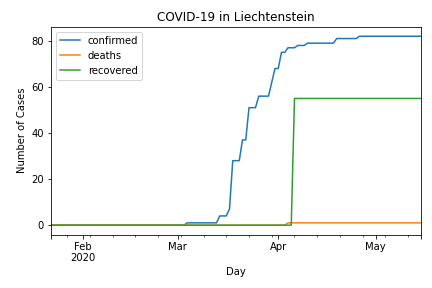 COVID-19 in Liechtenstein
confirmed
deaths
recovered
80
60
40
20
0
Number of Cases
Feb
2020
Mar
Apr
May
Day